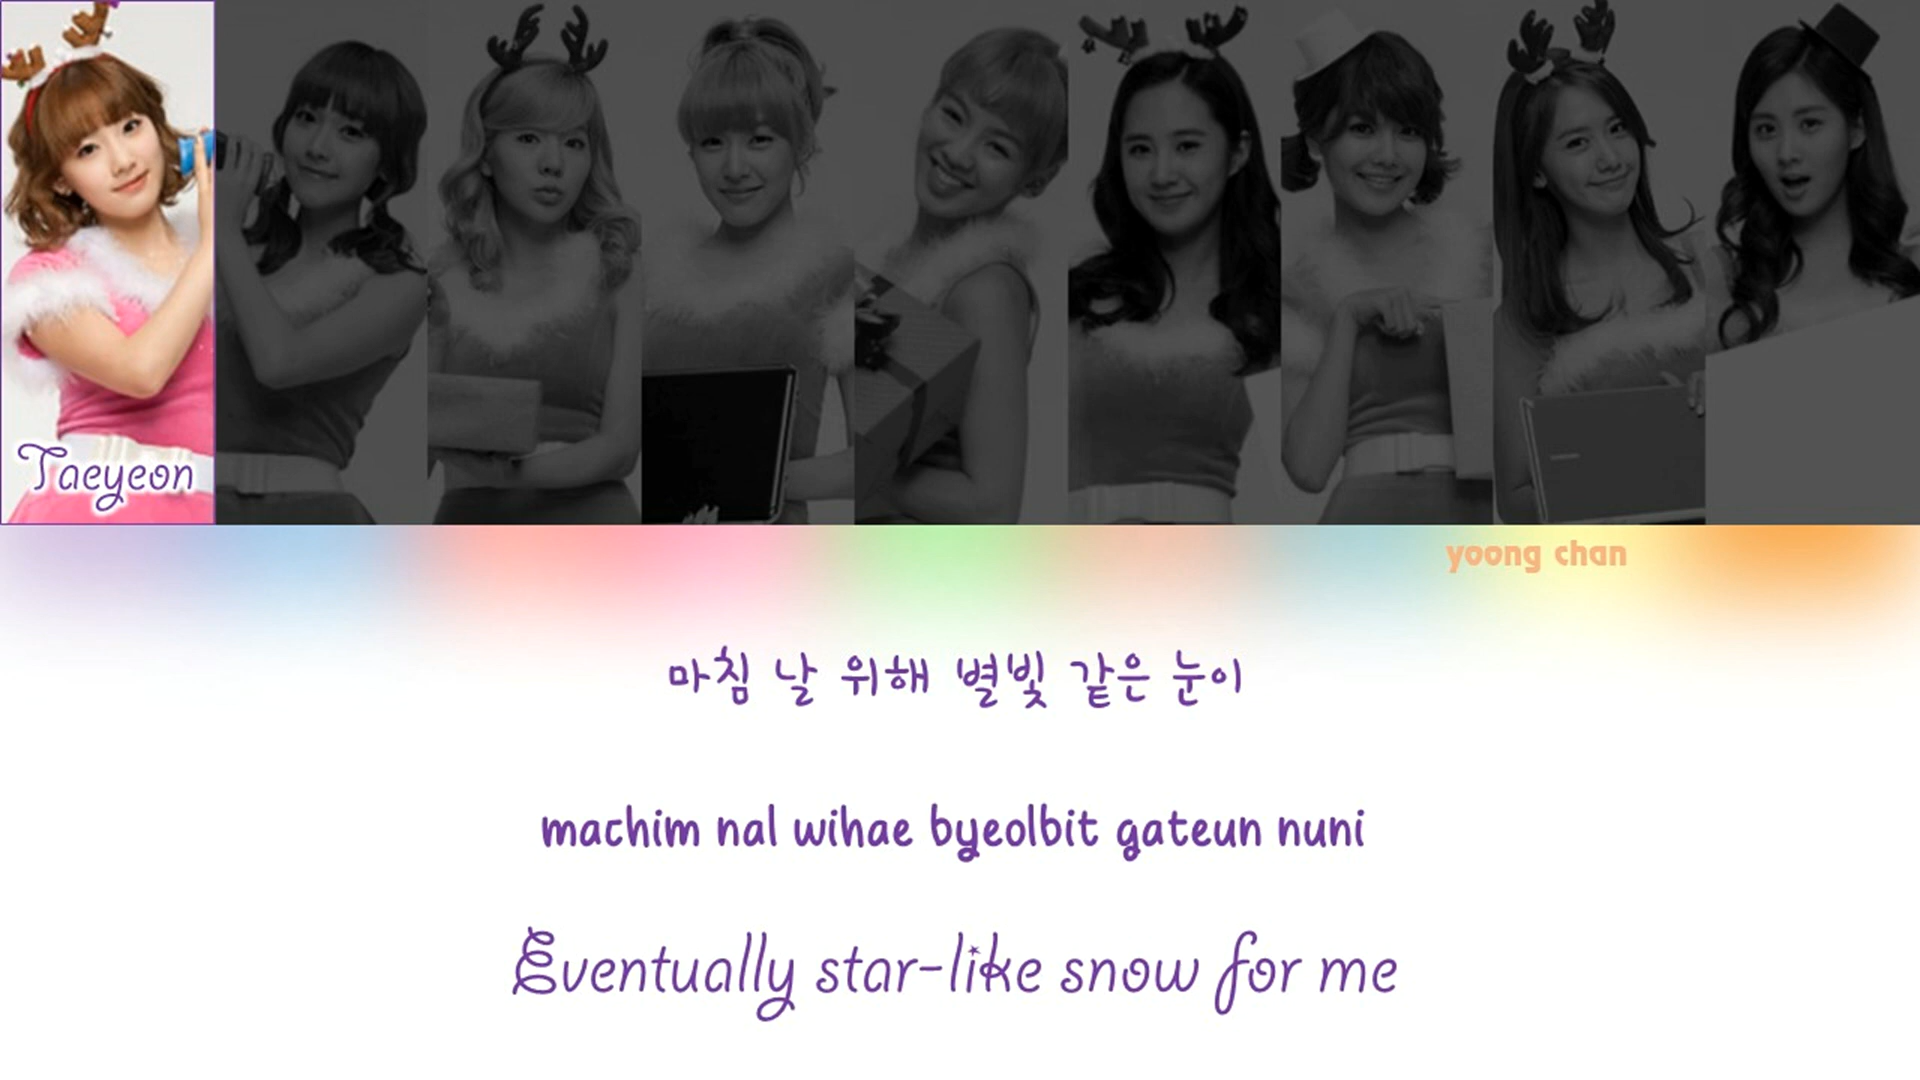 Taeyeon
yoong chan
마침 날 위해 별빛 같은 눈이
machim nal wihae byeolbit gateun nuni
Eventually star-like snow for me